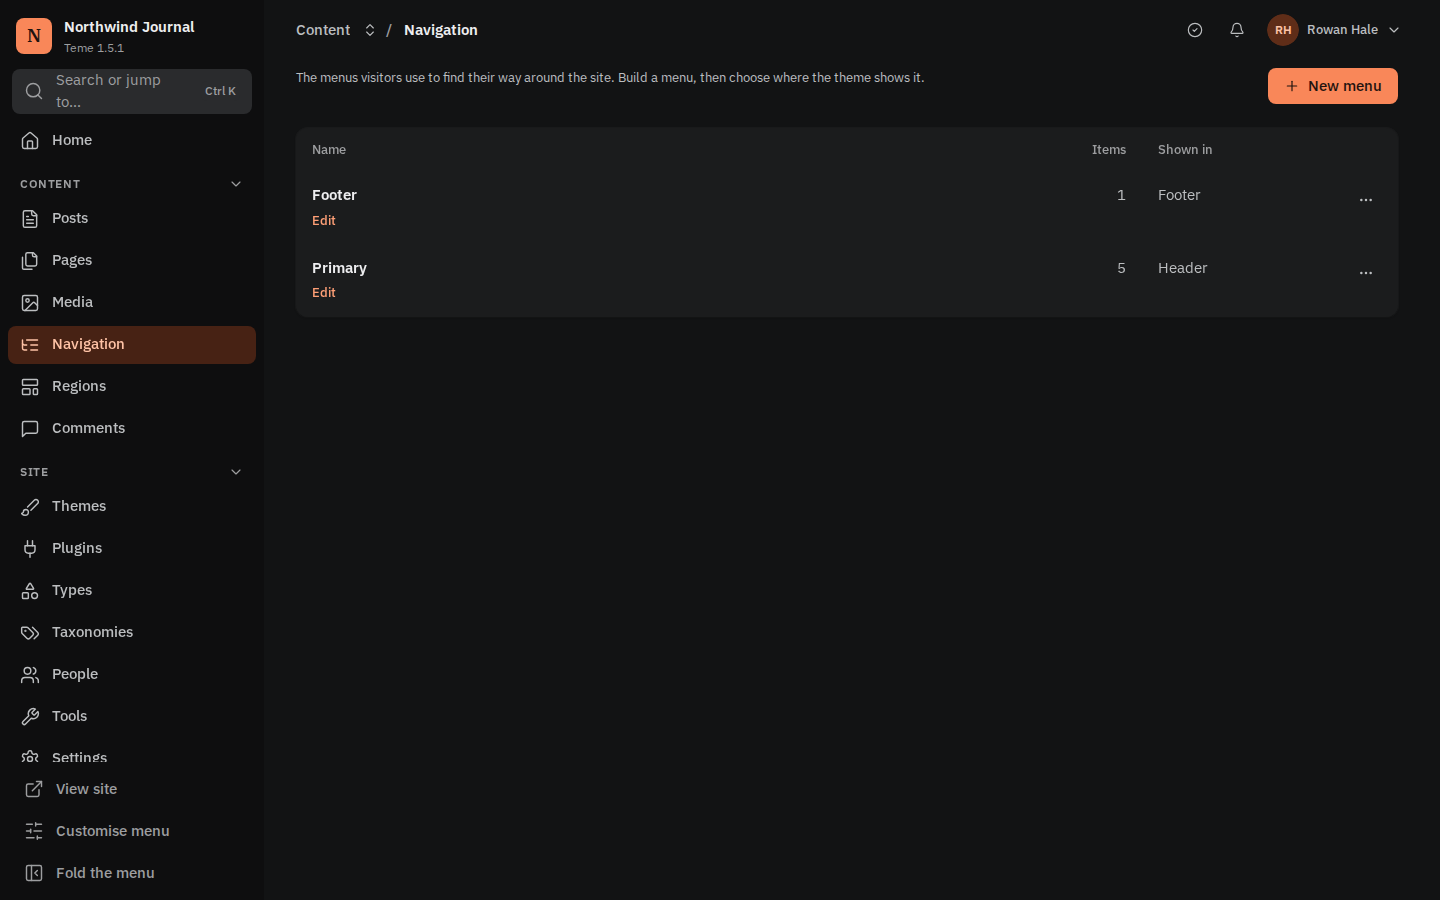 N
Northwind Journal
Teme 1.5.1
Search or jump
to...
Ctrl K
Home
CONTENT
Posts
Pages
Media
Navigation
Regions
Comments
SITE
Themes
Plugins
Types
Taxonomies
People
Tools
Settings
View site
Customise menu
Fold the menu
Content / Navigation
RH Rowan Hale
The menus visitors use to find their way around the site. Build a menu, then choose where the theme shows it.
New menu
Name Items Shown in
Footer 1 Footer
Edit
Primary 5 Header
Edit